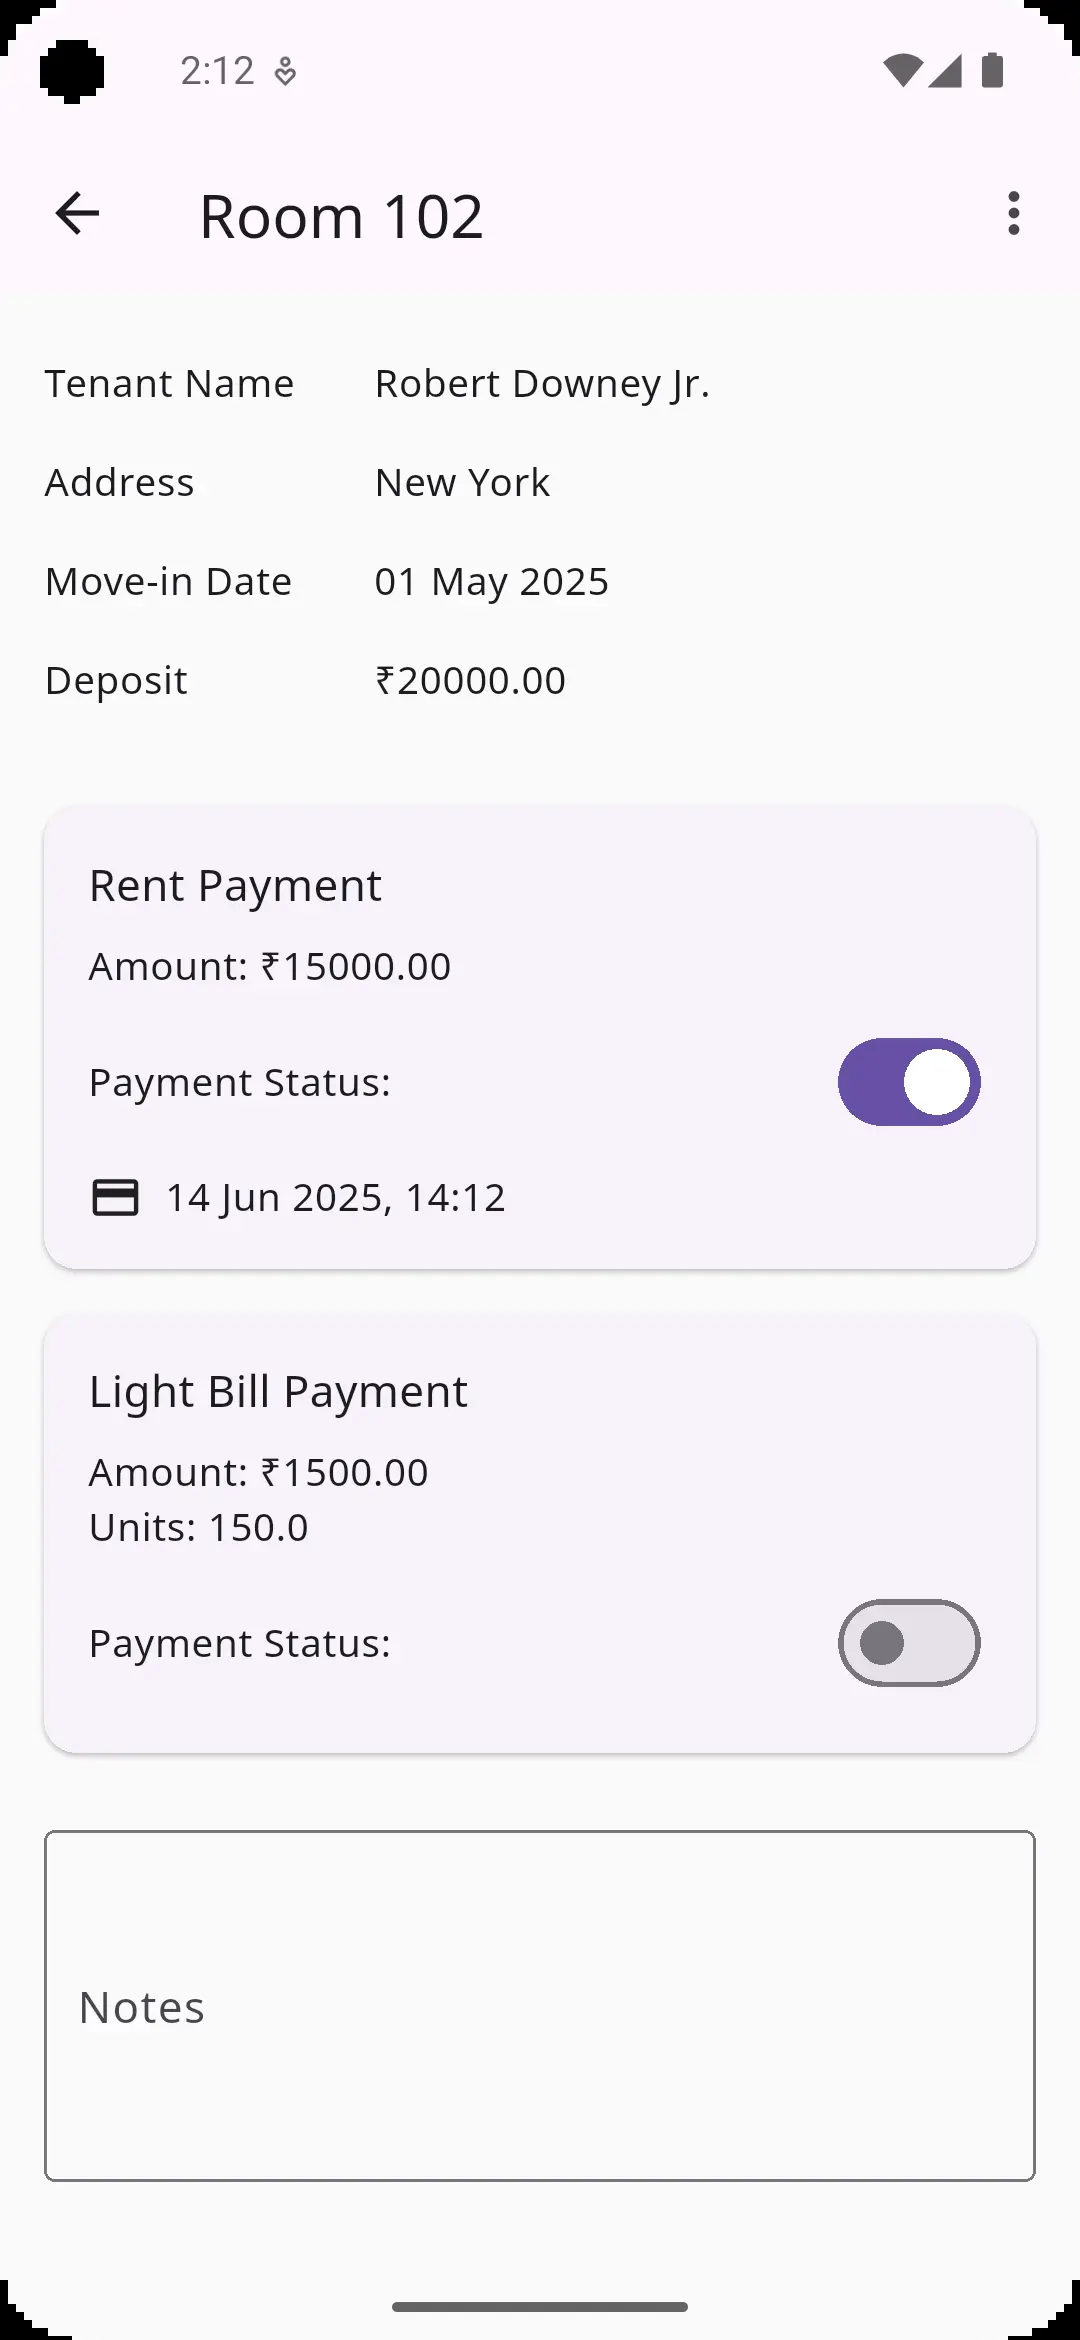 2:12
Room 102
Tenant Name Robert Downey Jr.
Address New York
Move-in Date 01 May 2025
Deposit ₹20000.00
Rent Payment
Amount: ₹15000.00
Payment Status:
14 Jun 2025, 14:12
Light Bill Payment
Amount: ₹1500.00
Units: 150.0
Payment Status:
Notes